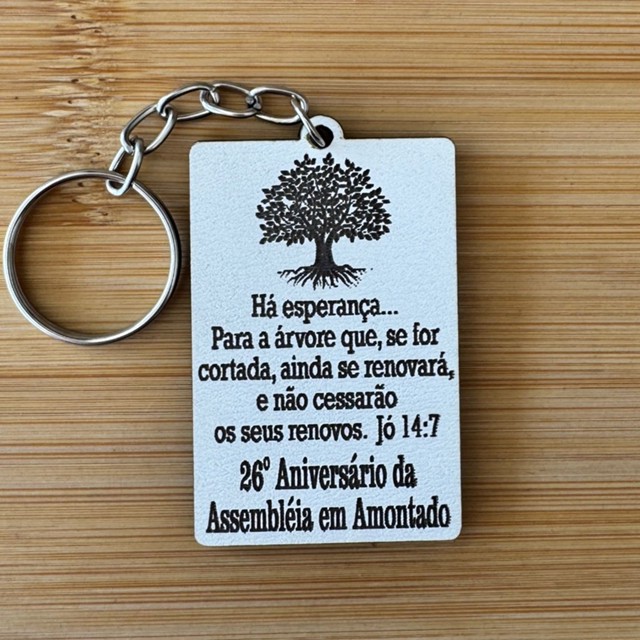 Há esperança...
Para a árvore que, se for
cortada, ainda se renovará,
e não cessarão
os seus renovos. Jó 14:7
26º Aniversário da
Assembléia em Amontado